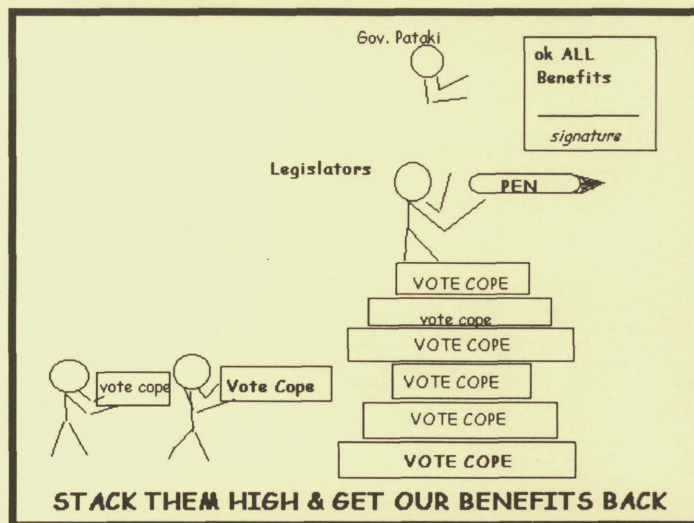 Gov. Pataki
ok ALL
Benefits
signature
Legislators
PEN
VOTE COPE
vote cope
VOTE COPE
vote cope
Vote Cope
VOTE COPE
VOTE COPE
VOTE COPE
STACK THEM HIGH & GET OUR BENEFITS BACK